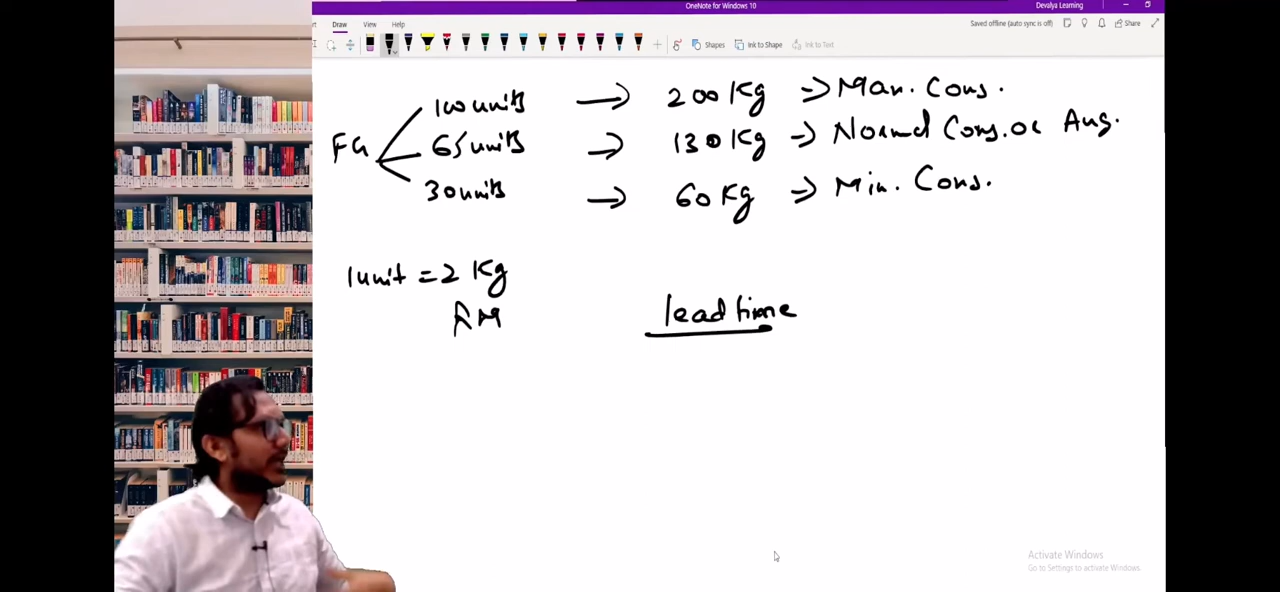 OneNote for Windows 10
Devalya Learning
Draw View Help
Saved offline (auto sync is off)
Share
Shapes
Ink to Shape
Ink to Text
100 units → 200 Kg ⇒ Max. Cons.
FG 65 units → 130 Kg ⇒ Normal Cons. or Avg.
30 units → 60 Kg ⇒ Min. Cons.
1 unit = 2 Kg
RM
lead time
Activate Windows
Go to Settings to activate Windows.